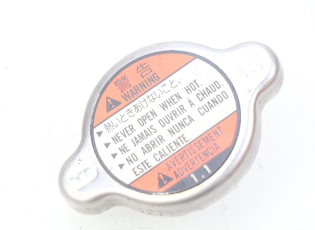 警告
WARNING
熱いときあけないこと。
NEVER OPEN WHEN HOT.
NE JAMAIS OUVRIR À CHAUD.
NO ABRIR NUNCA CUANDO
ESTE CALIENTE.
AVERTISSEMENT
ADVERTENCIA
1.1